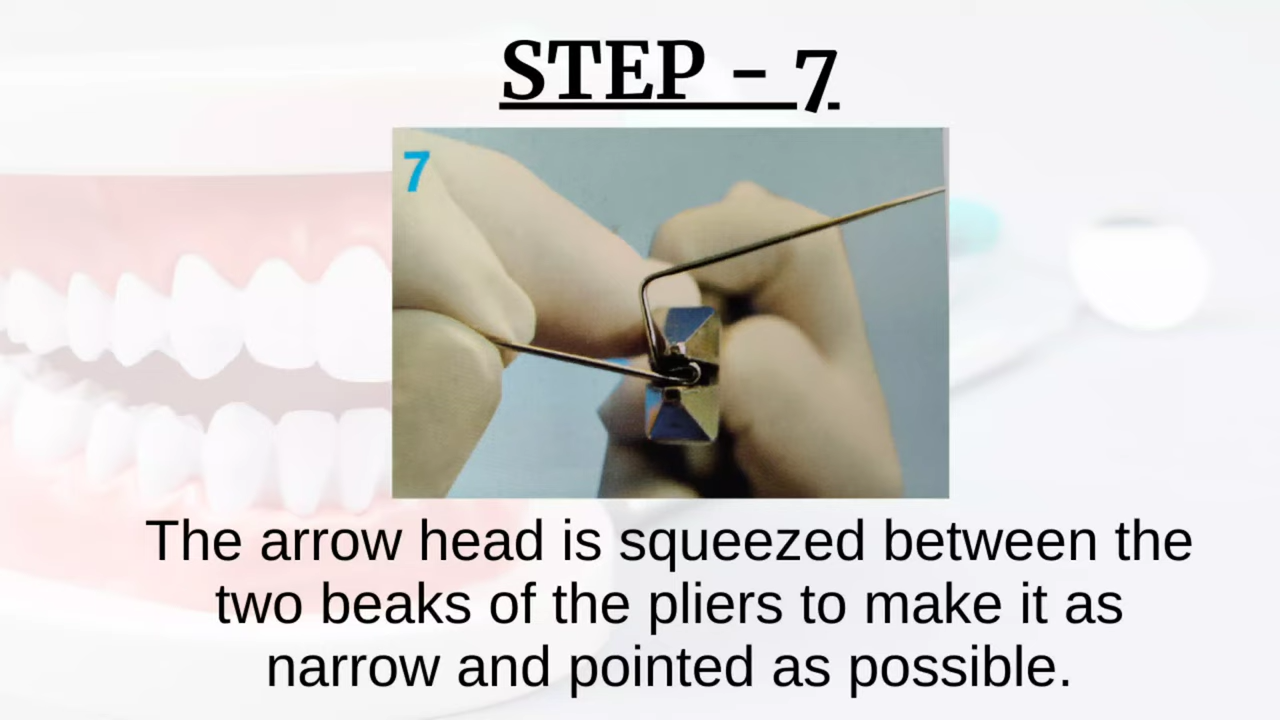 STEP - 7
7
The arrow head is squeezed between the
two beaks of the pliers to make it as
narrow and pointed as possible.